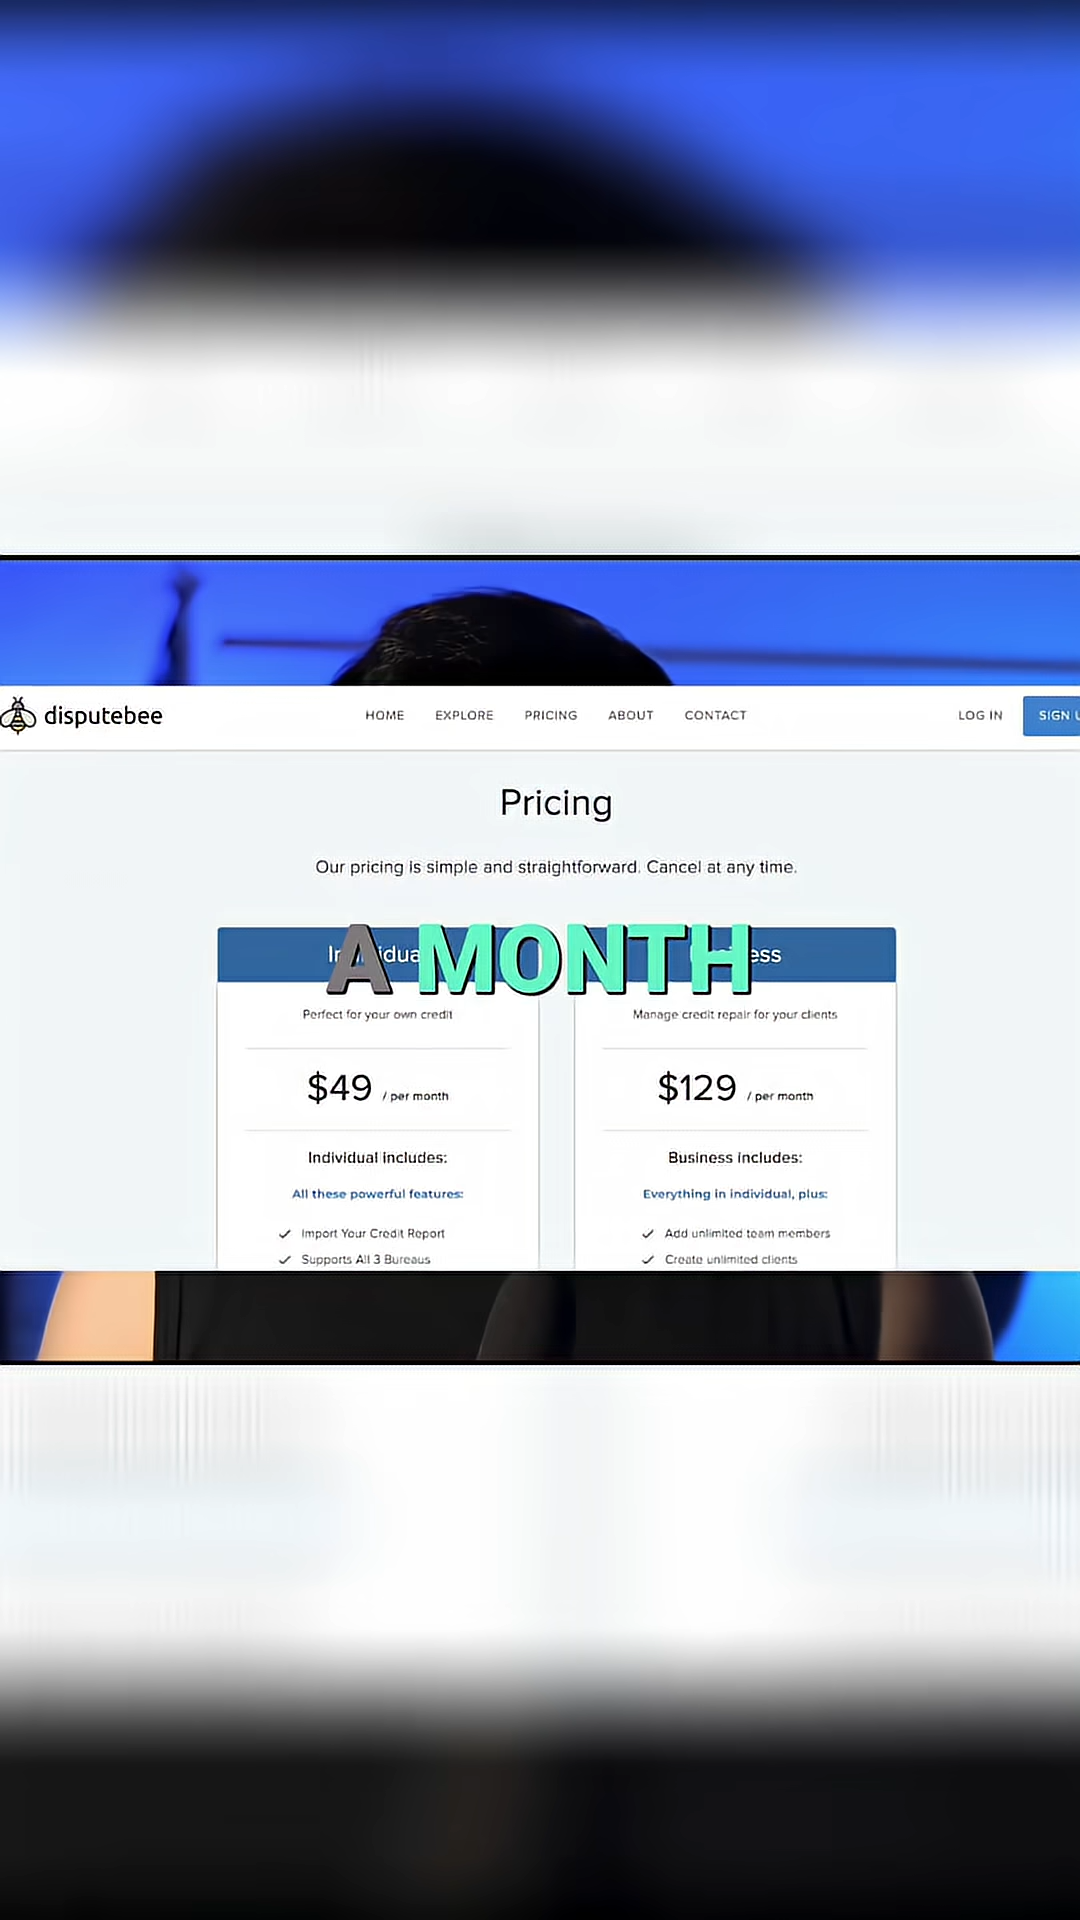 disputebee
HOME EXPLORE PRICING ABOUT CONTACT LOG IN SIGN
Pricing
Our pricing is simple and straightforward. Cancel at any time.
A MONTH
Perfect for your own credit
Manage credit repair for your clients
$49 / per month
$129 / per month
Individual includes:
Business includes:
All these powerful features:
Everything in individual, plus:
Import Your Credit Report
Add unlimited team members
Supports All 3 Bureaus
Create unlimited clients